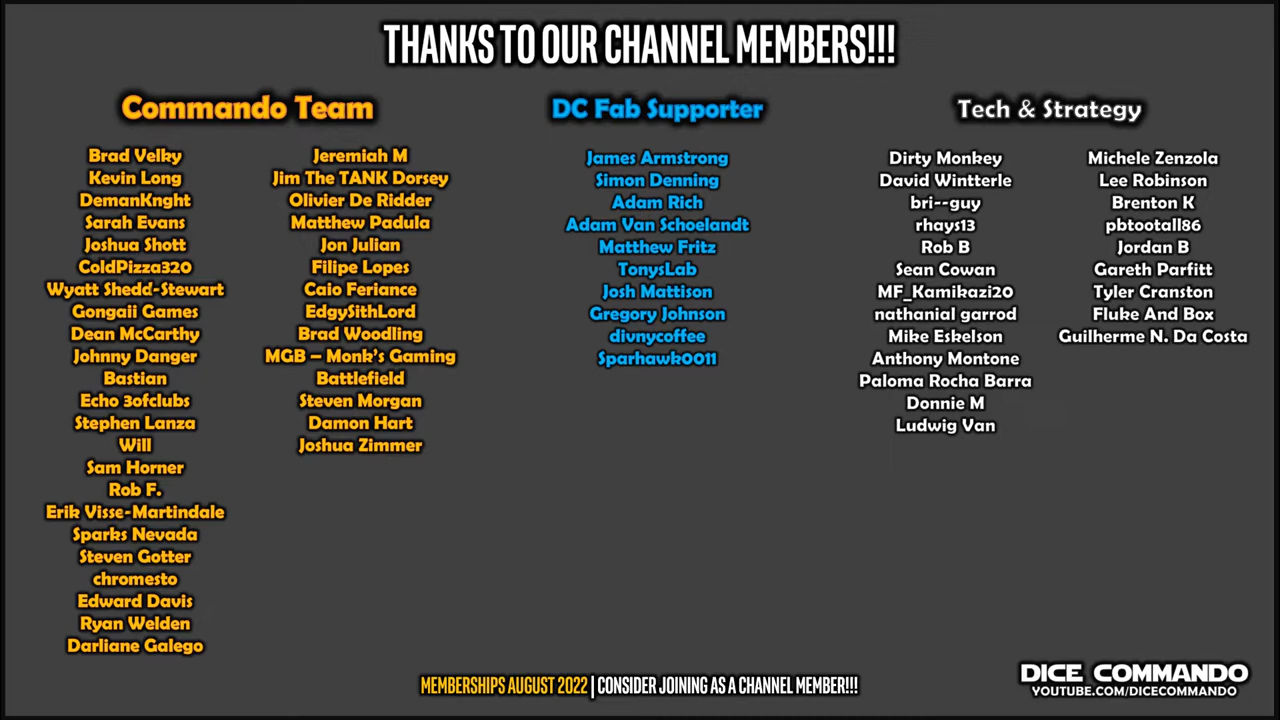 THANKS TO OUR CHANNEL MEMBERS!!!
Commando Team
Brad Velky
Kevin Long
DemanKnght
Sarah Evans
Joshua Shott
ColdPizza320
Wyatt Shedd-Stewart
Gongaii Games
Dean McCarthy
Johnny Danger
Bastian
Echo 3ofclubs
Stephen Lanza
Will
Sam Horner
Rob F.
Erik Visse-Martindale
Sparks Nevada
Steven Gotter
chromesto
Edward Davis
Ryan Welden
Darliane Galego
Jeremiah M
Jim The TANK Dorsey
Olivier De Ridder
Matthew Padula
Jon Julian
Filipe Lopes
Caio Feriance
EdgySithLord
Brad Woodling
MGB – Monk's Gaming
Battlefield
Steven Morgan
Damon Hart
Joshua Zimmer
DC Fab Supporter
James Armstrong
Simon Denning
Adam Rich
Adam Van Schoelandt
Matthew Fritz
TonysLab
Josh Mattison
Gregory Johnson
divnycoffee
Sparhawk0011
Tech & Strategy
Dirty Monkey
David Wintterle
bri--guy
rhays13
Rob B
Sean Cowan
MF_Kamikazi20
nathanial garrod
Mike Eskelson
Anthony Montone
Paloma Rocha Barra
Donnie M
Ludwig Van
Michele Zenzola
Lee Robinson
Brenton K
pbtootall86
Jordan B
Gareth Parfitt
Tyler Cranston
Fluke And Box
Guilherme N. Da Costa
MEMBERSHIPS AUGUST 2022 | CONSIDER JOINING AS A CHANNEL MEMBER!!!
DICE COMMANDO
YOUTUBE.COM/DICECOMMANDO